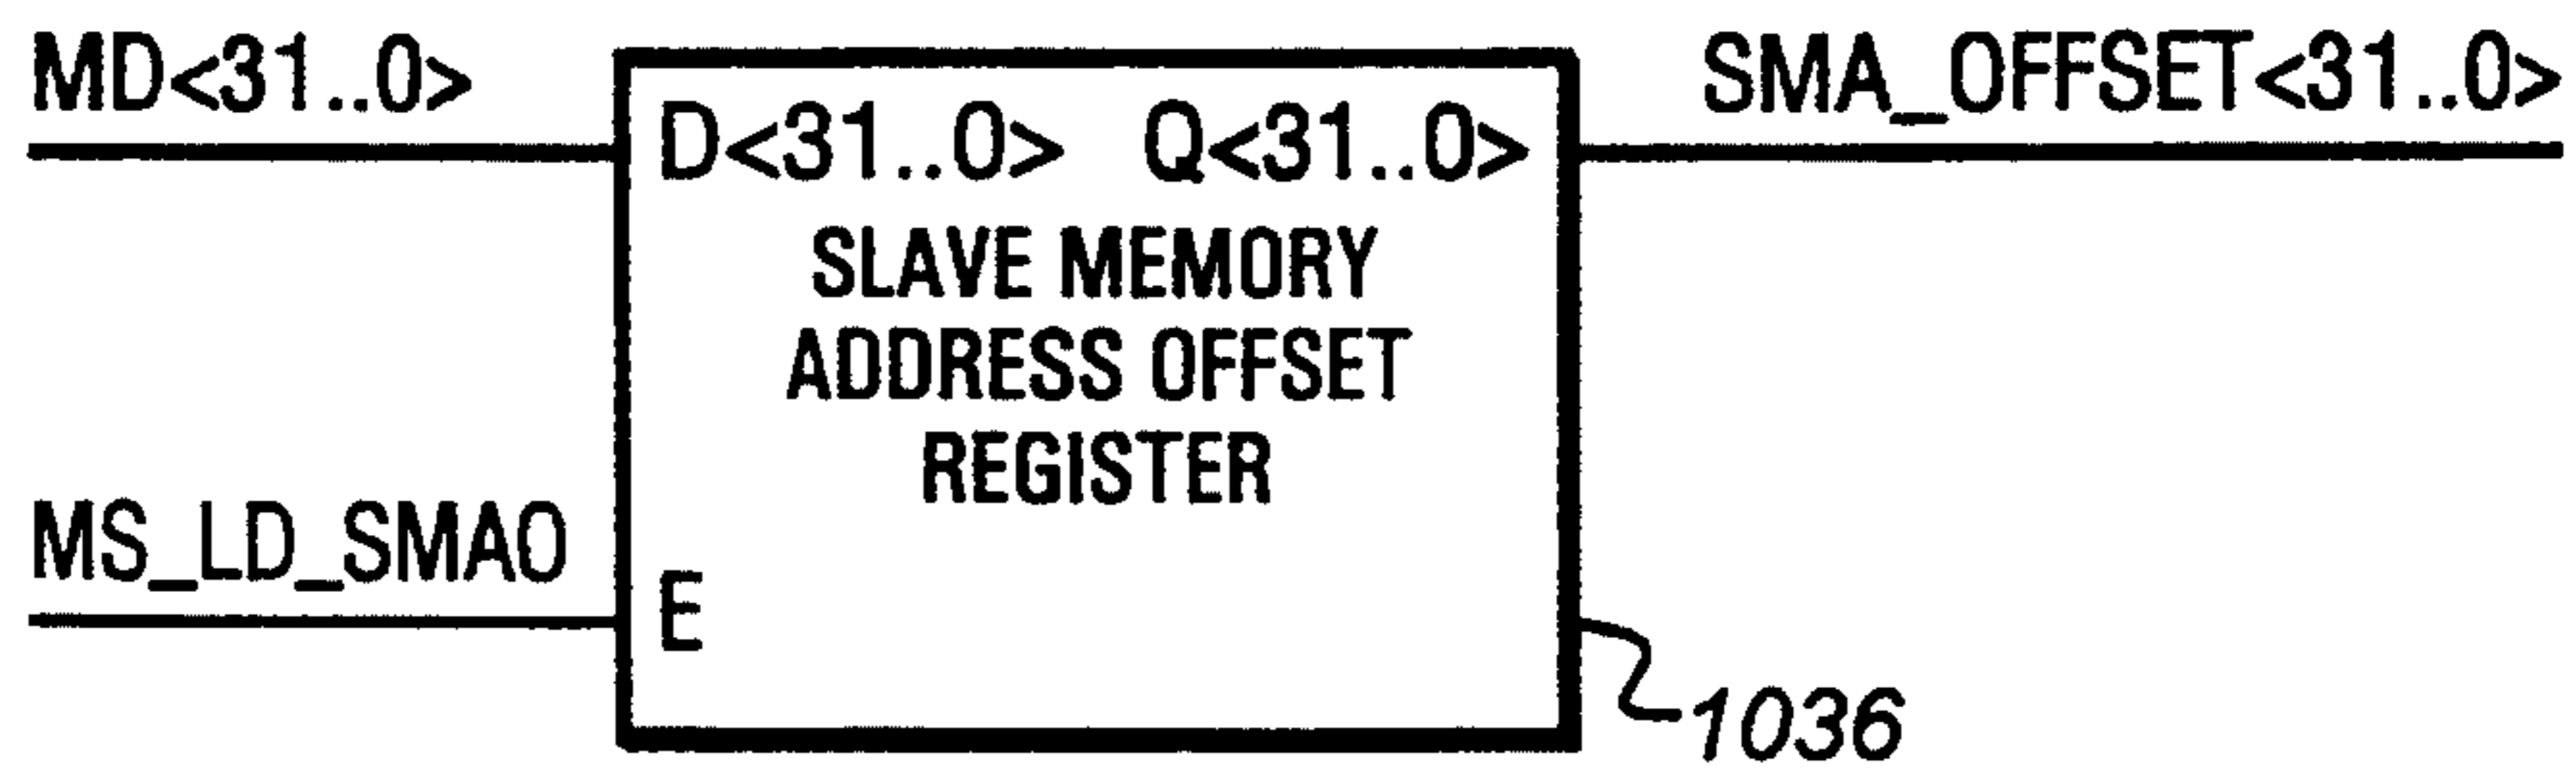 MD<31..0>
SMA_OFFSET<31..0>
D<31..0> Q<31..0>
SLAVE MEMORY
ADDRESS OFFSET
REGISTER
MS_LD_SMAO
E
1036